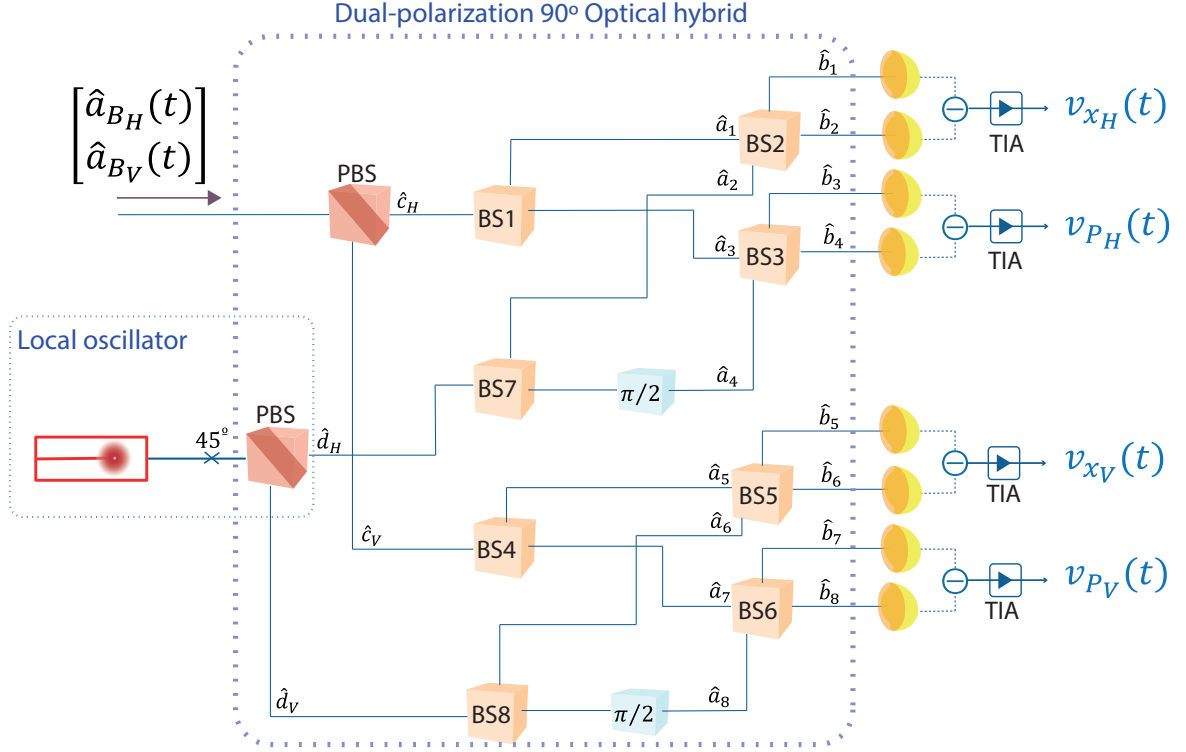 Dual-polarization 90º Optical hybrid
[â_{B_H}(t)]
[â_{B_V}(t)]
PBS
ĉ_H
BS1
â_1
â_2
BS2
b̂_1
b̂_2
v_{x_H}(t)
TIA
â_3
BS3
b̂_3
b̂_4
v_{P_H}(t)
TIA
BS7
π/2
â_4
Local oscillator
45º
PBS
d̂_H
ĉ_V
BS4
â_5
â_6
BS5
b̂_5
b̂_6
v_{x_V}(t)
TIA
â_7
BS6
b̂_7
b̂_8
v_{P_V}(t)
TIA
d̂_V
BS8
π/2
â_8